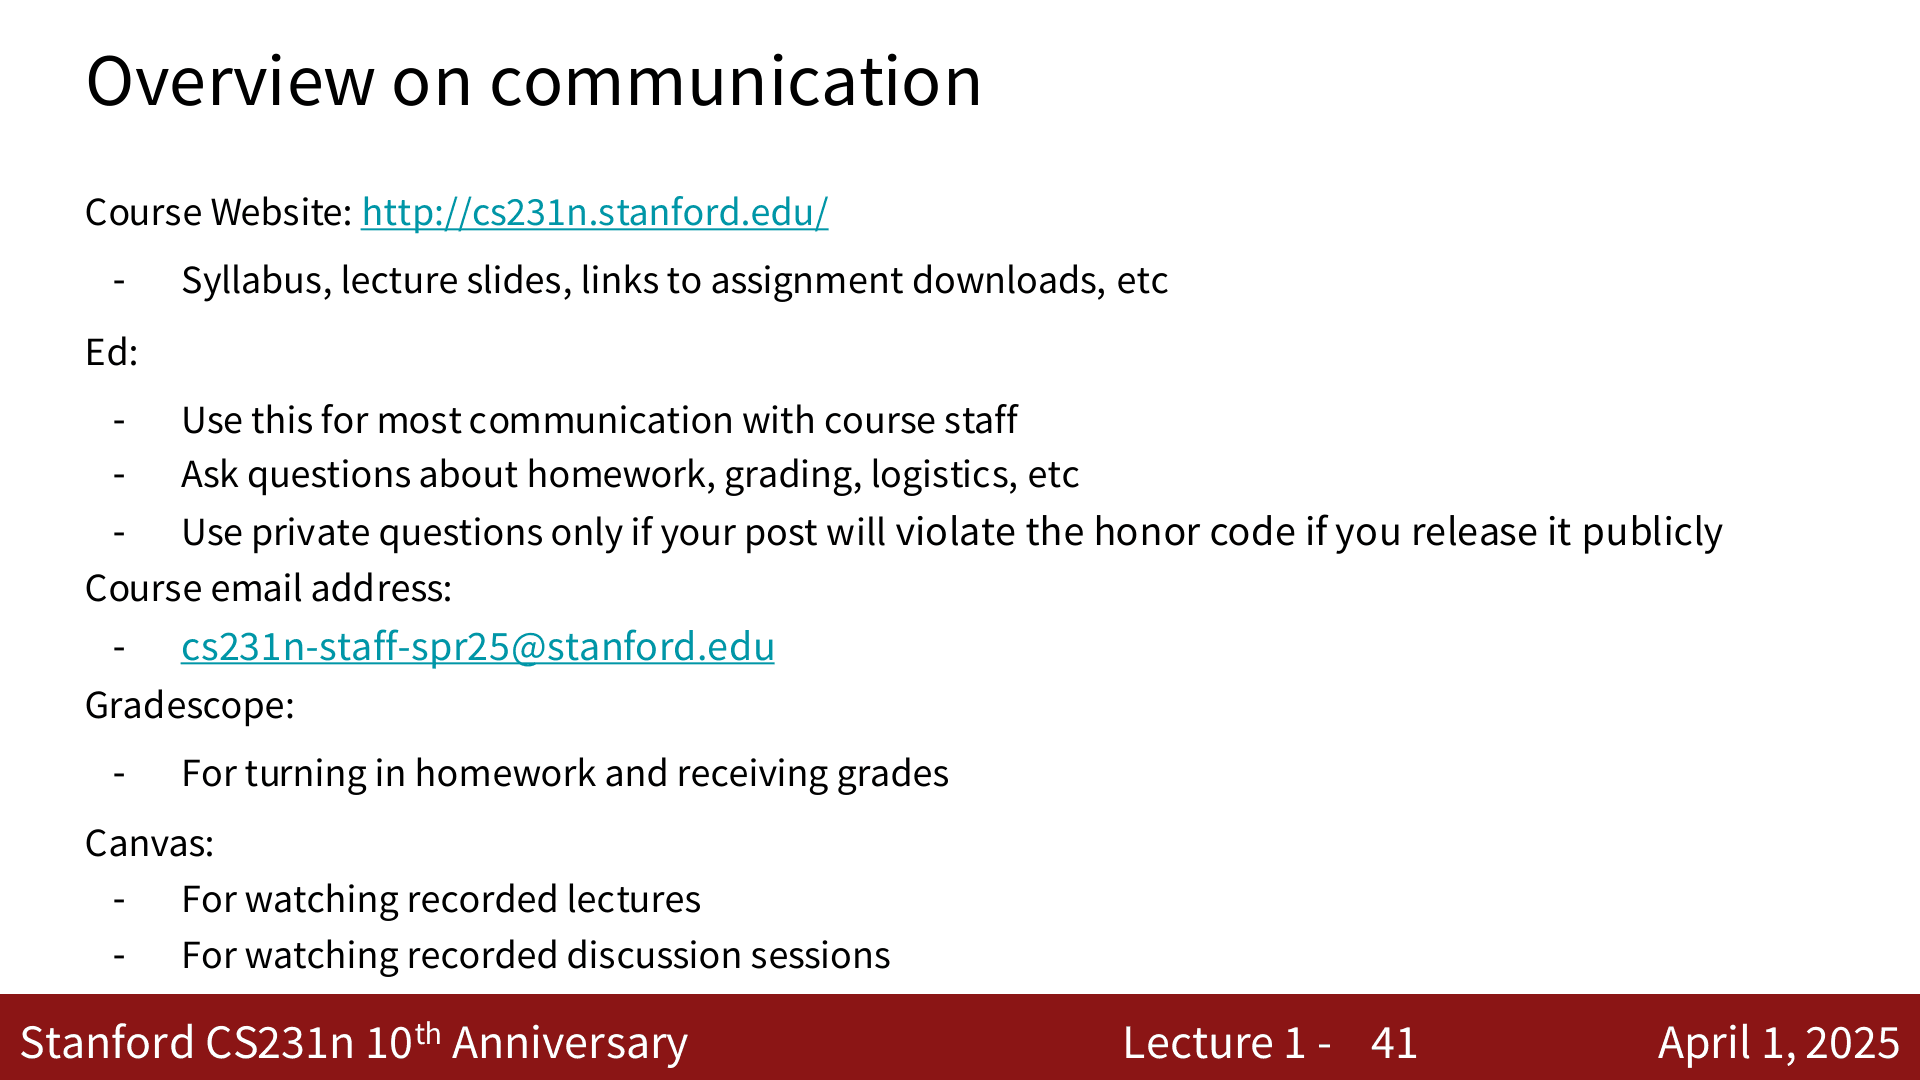 Overview on communication
Course Website: http://cs231n.stanford.edu/
- Syllabus, lecture slides, links to assignment downloads, etc
Ed:
- Use this for most communication with course staff
- Ask questions about homework, grading, logistics, etc
- Use private questions only if your post will violate the honor code if you release it publicly
Course email address:
- cs231n-staff-spr25@stanford.edu
Gradescope:
- For turning in homework and receiving grades
Canvas:
- For watching recorded lectures
- For watching recorded discussion sessions
Stanford CS231n 10th Anniversary Lecture 1 - 41 April 1, 2025